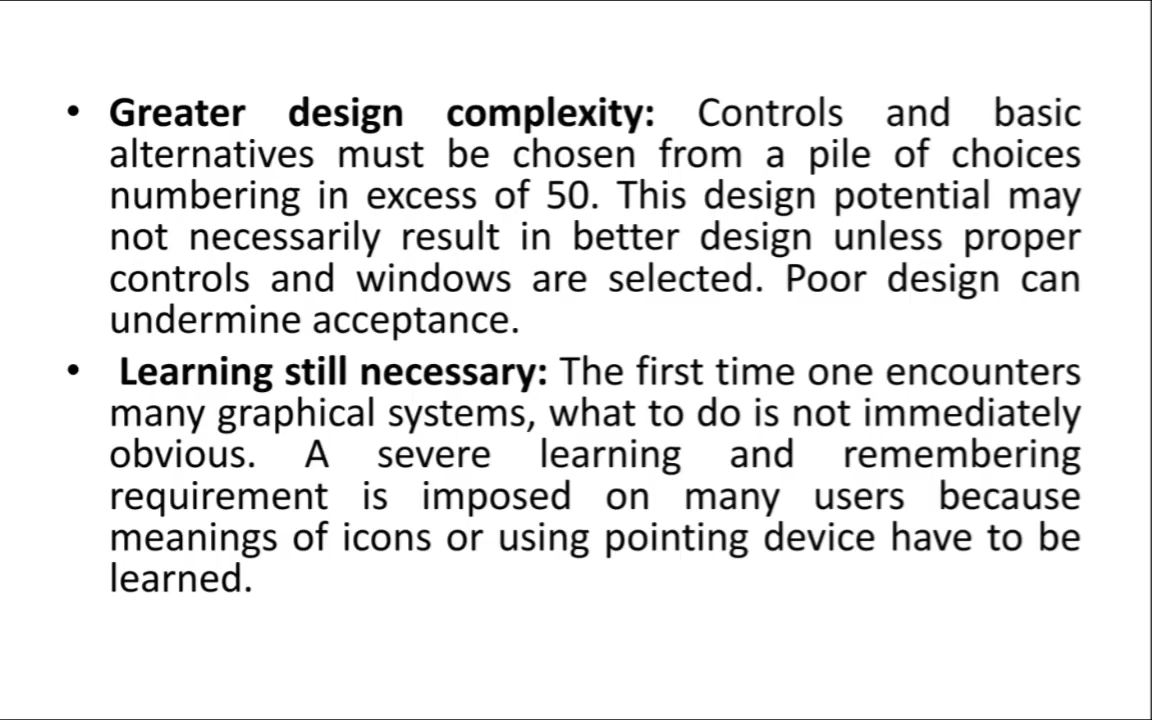 • Greater design complexity: Controls and basic
alternatives must be chosen from a pile of choices
numbering in excess of 50. This design potential may
not necessarily result in better design unless proper
controls and windows are selected. Poor design can
undermine acceptance.
• Learning still necessary: The first time one encounters
many graphical systems, what to do is not immediately
obvious. A severe learning and remembering
requirement is imposed on many users because
meanings of icons or using pointing device have to be
learned.